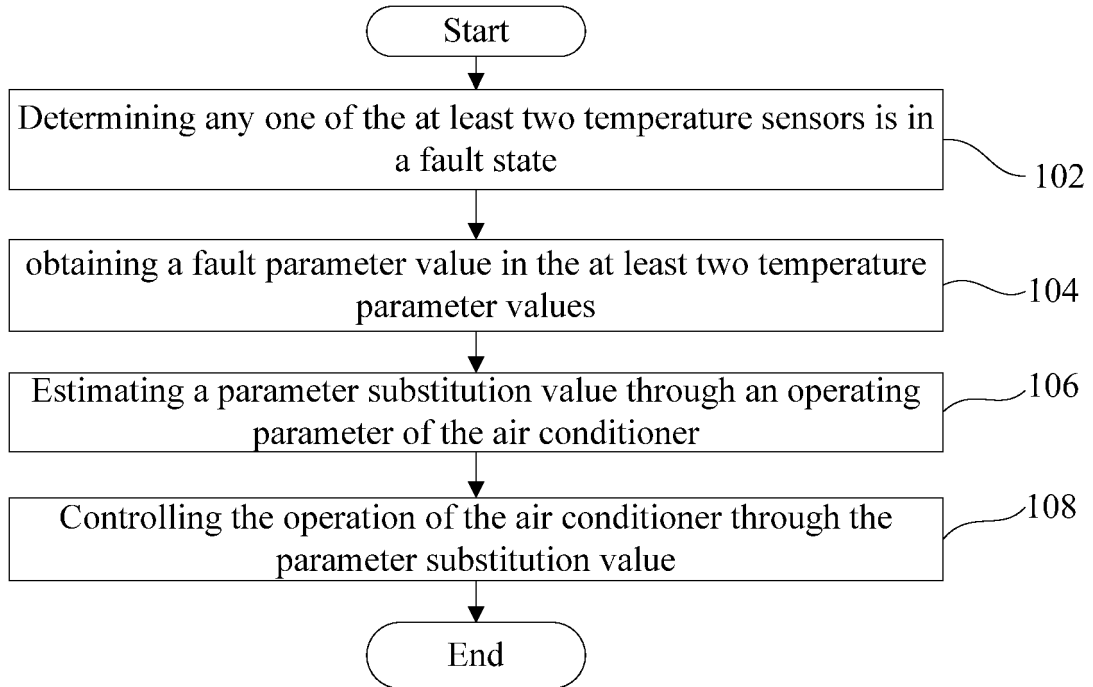 Start
Determining any one of the at least two temperature sensors is in
a fault state
102
obtaining a fault parameter value in the at least two temperature
parameter values
104
Estimating a parameter substitution value through an operating
parameter of the air conditioner
106
Controlling the operation of the air conditioner through the
parameter substitution value
108
End